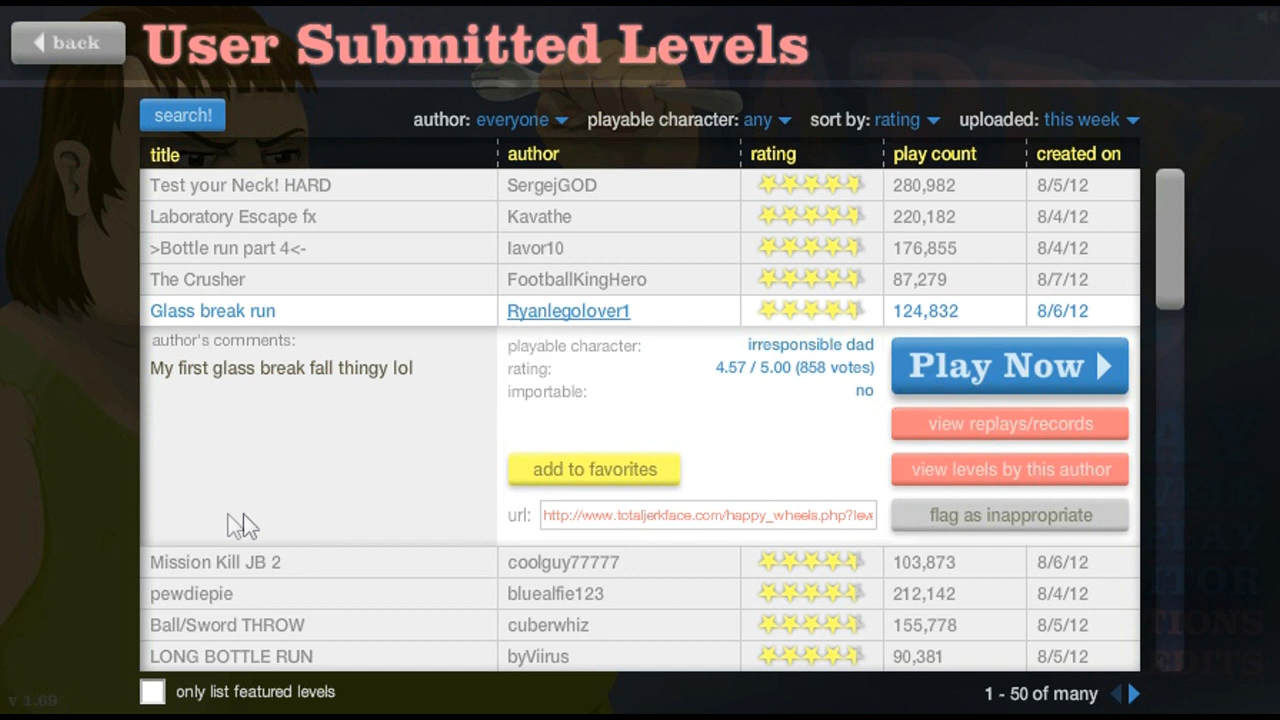 back
User Submitted Levels
search!
author: everyone playable character: any sort by: rating uploaded: this week
title author rating play count created on
Test your Neck! HARD SergejGOD 280,982 8/5/12
Laboratory Escape fx Kavathe 220,182 8/4/12
>Bottle run part 4<- 176,855 8/4/12
The Crusher FootballKingHero 87,279 8/7/12
Glass break run Ryanlegolover1 124,832 8/6/12
author's comments:
My first glass break fall thingy lol
playable character: irresponsible dad
rating: 4.57 / 5.00 (858 votes)
importable: no
Play Now
view replays/records
add to favorites
view levels by this author
url: http://www.totaljerkface.com/happy_wheels.php?leve
flag as inappropriate
Mission Kill JB 2 coolguy77777 103,873 8/6/12
pewdiepie bluealfie123 212,142 8/4/12
Ball/Sword THROW cuberwhiz 155,778 8/5/12
LONG BOTTLE RUN byViirus 90,381 8/5/12
only list featured levels
1 - 50 of many
v 1.69